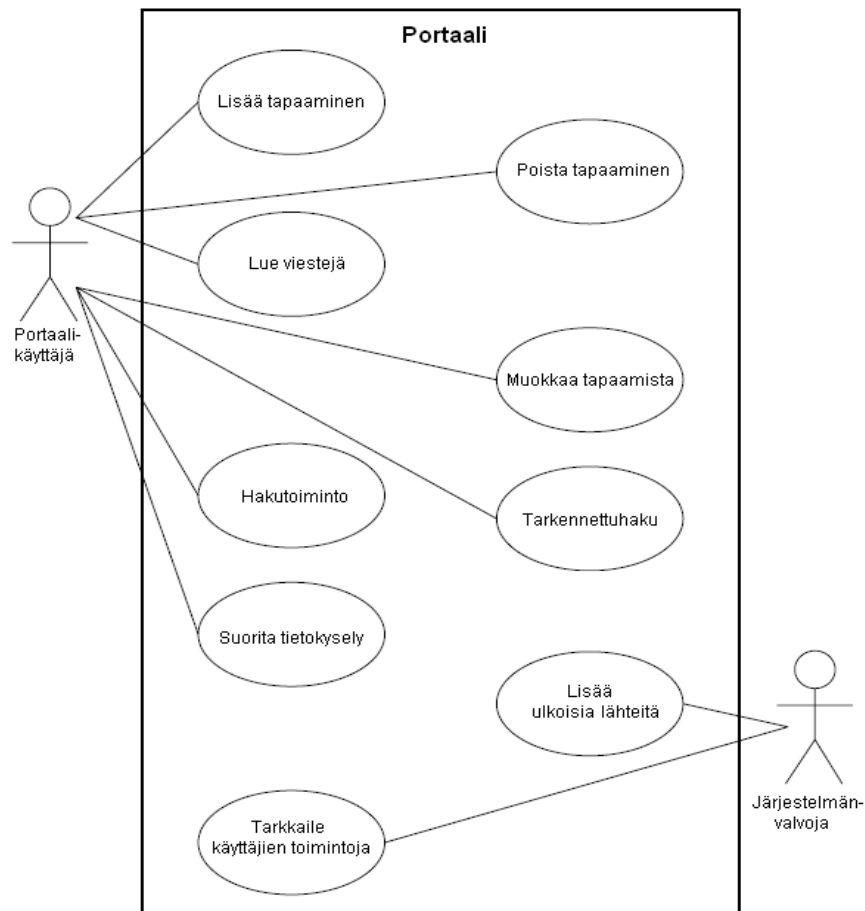 Portaali
Lisää tapaaminen
Poista tapaaminen
Lue viestejä
Portaali-
käyttäjä
Muokkaa tapaamista
Hakutoiminto
Tarkennettuhaku
Suorita tietokysely
Lisää
ulkoisia lähteitä
Järjestelmän-
valvoja
Tarkkaile
käyttäjien toimintoja